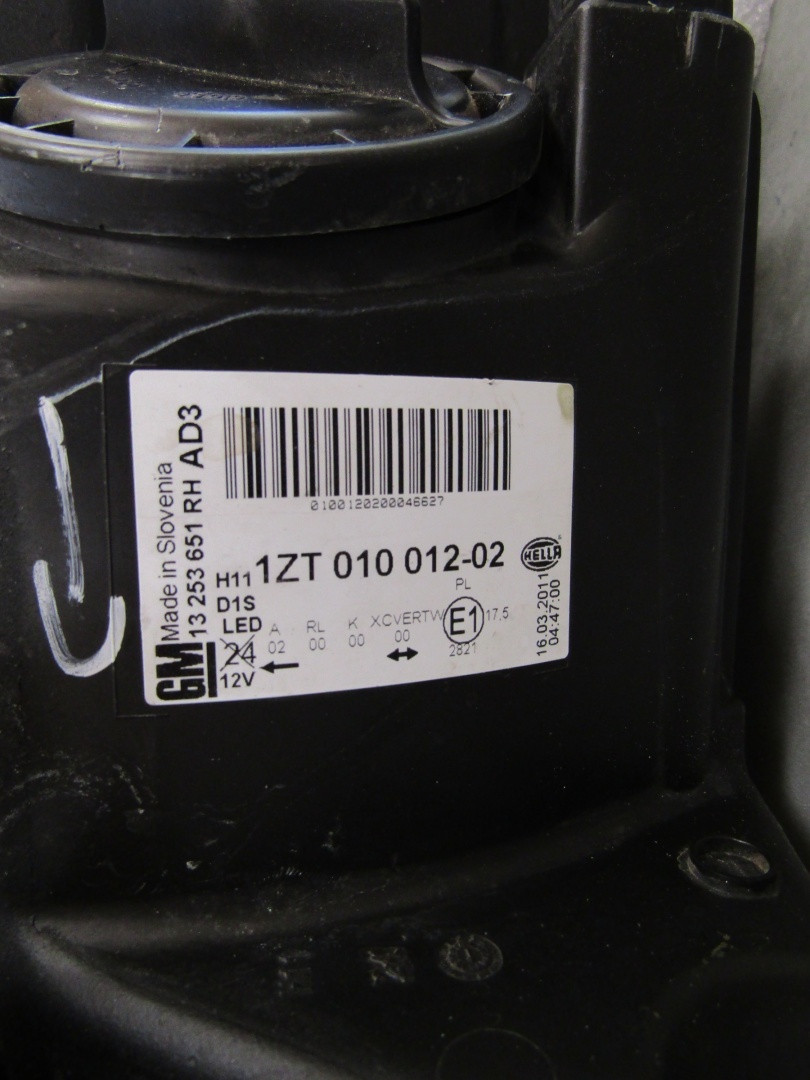 GM Made in Slovenia
13 253 651 RH AD3
0100120200046627
H11 1ZT 010 012-02
HELLA
D1S
LED
24
12V
A
02
RL
00
K
00
XCVERTW
00
PL
E1
17,5
2821
16.03.2011
04:47:00